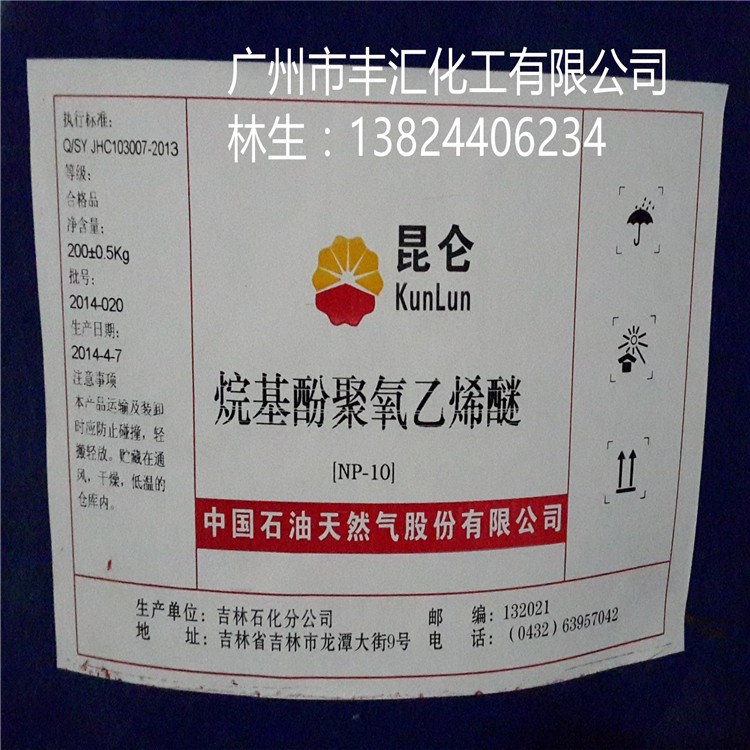 广州市丰汇化工有限公司
林生：13824406234
执行标准：
Q/SY JHC103007-2013
等级：
合格品
净含量：
200±0.5Kg
批号：
2014-020
生产日期：
2014-4-7
注意事项
本产品运输及装卸
时应防止碰撞，轻
搬轻放。贮藏在通
风，干燥，低温的
仓库内。
昆仑
KunLun
烷基酚聚氧乙烯醚
[NP-10]
中国石油天然气股份有限公司
生产单位：吉林石化分公司 邮 编：132021
地 址：吉林省吉林市龙潭大街9号 电 话：(0432) 63957042